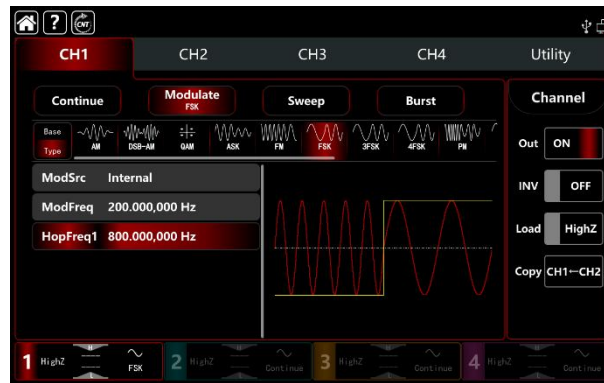 ? CNT
CH1 CH2 CH3 CH4 Utility
Continue Modulate FSK Sweep Burst Channel
Base Type AM DSB-AM QAM ASK FM FSK 3FSK 4FSK PM
Out ON
ModSrc Internal
INV OFF
ModFreq 200.000,000 Hz
HopFreq1 800.000,000 Hz
Load HighZ
Copy CH1←CH2
1 HighZ FSK 2 HighZ Continue 3 HighZ Continue 4 HighZ Continue